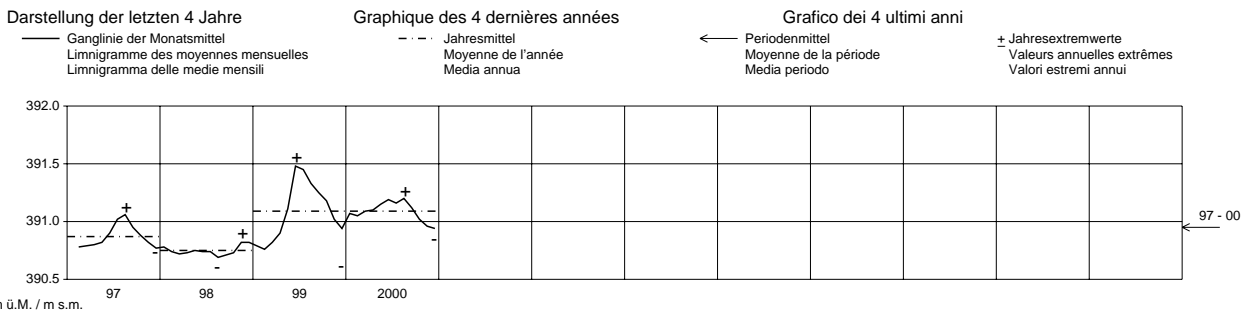 Darstellung der letzten 4 Jahre Graphique des 4 dernières années Grafico dei 4 ultimi anni
Ganglinie der Monatsmittel Jahresmittel Periodenmittel + Jahresextremwerte
Limnigramme des moyennes mensuelles Moyenne de l'année Moyenne de la période - Valeurs annuelles extrêmes
Limnigramma delle medie mensili Media annua Media periodo Valori estremi annui
392.0
391.5
391.0
390.5
97 - 00
97 98 99 2000
ü.M. / m s.m.